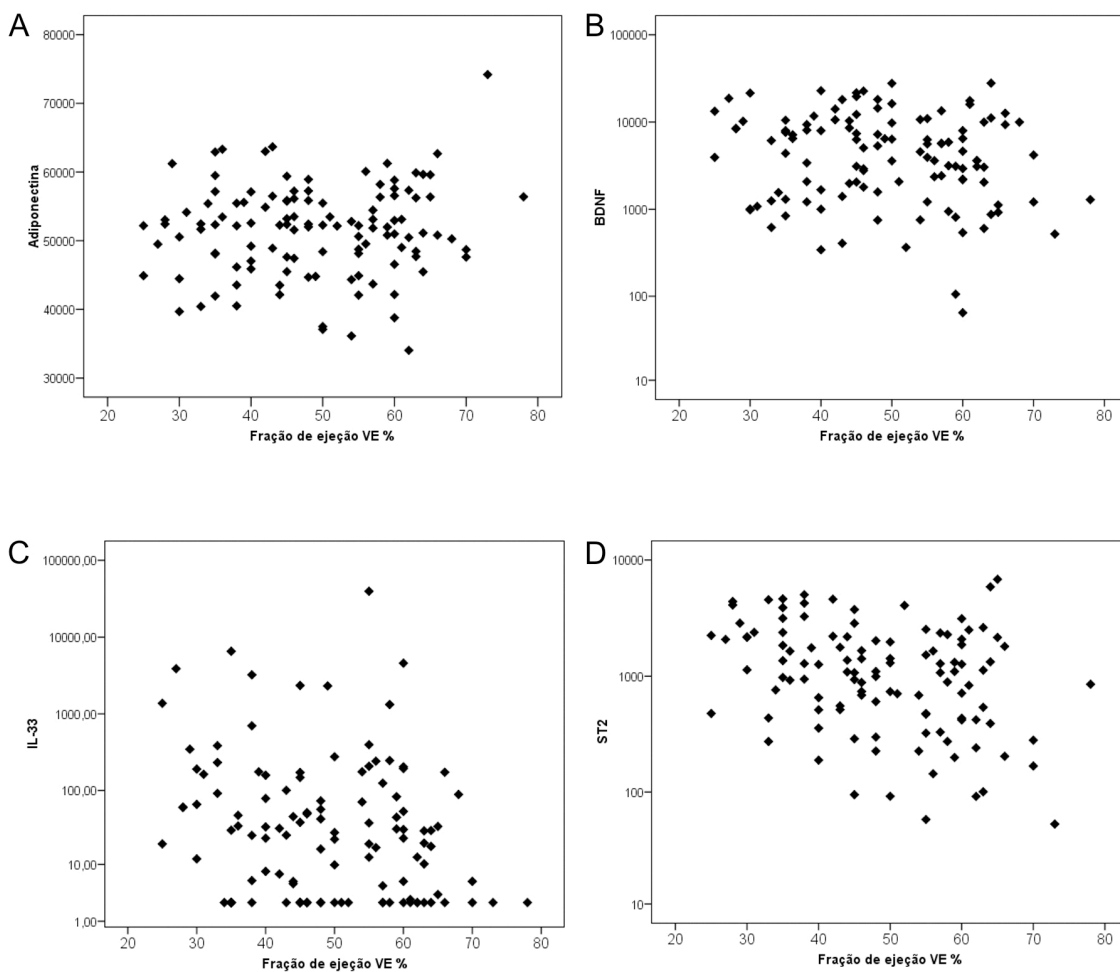 A
Adiponectina
80000
70000
60000
50000
40000
30000
20 30 40 50 60 70 80
Fração de ejeção VE %
B
BDNF
100000
10000
1000
100
10
20 30 40 50 60 70 80
Fração de ejeção VE %
C
IL-33
100000,00
10000,00
1000,00
100,00
10,00
1,00
20 30 40 50 60 70 80
Fração de ejeção VE %
D
ST2
10000
1000
100
10
20 30 40 50 60 70 80
Fração de ejeção VE %